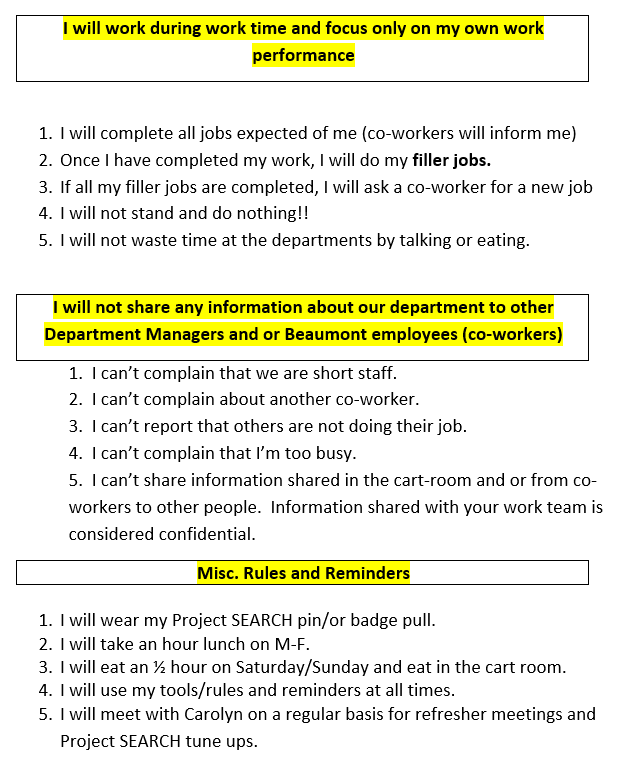 I will work during work time and focus only on my own work
performance
1. I will complete all jobs expected of me (co-workers will inform me)
2. Once I have completed my work, I will do my filler jobs.
3. If all my filler jobs are completed, I will ask a co-worker for a new job
4. I will not stand and do nothing!!
5. I will not waste time at the departments by talking or eating.
I will not share any information about our department to other
Department Managers and or Beaumont employees (co-workers)
1. I can’t complain that we are short staff.
2. I can’t complain about another co-worker.
3. I can’t report that others are not doing their job.
4. I can’t complain that I’m too busy.
5. I can’t share information shared in the cart-room and or from co-
workers to other people. Information shared with your work team is
considered confidential.
Misc. Rules and Reminders
1. I will wear my Project SEARCH pin/or badge pull.
2. I will take an hour lunch on M-F.
3. I will eat an ½ hour on Saturday/Sunday and eat in the cart room.
4. I will use my tools/rules and reminders at all times.
5. I will meet with Carolyn on a regular basis for refresher meetings and
Project SEARCH tune ups.